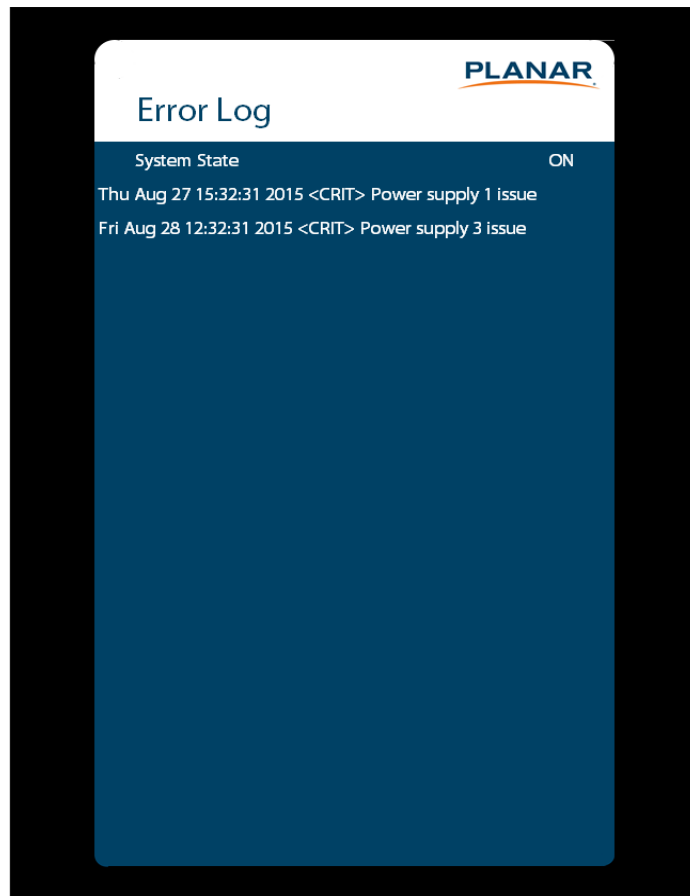 PLANAR
Error Log
System State ON
Thu Aug 27 15:32:31 2015 <CRIT> Power supply 1 issue
Fri Aug 28 12:32:31 2015 <CRIT> Power supply 3 issue